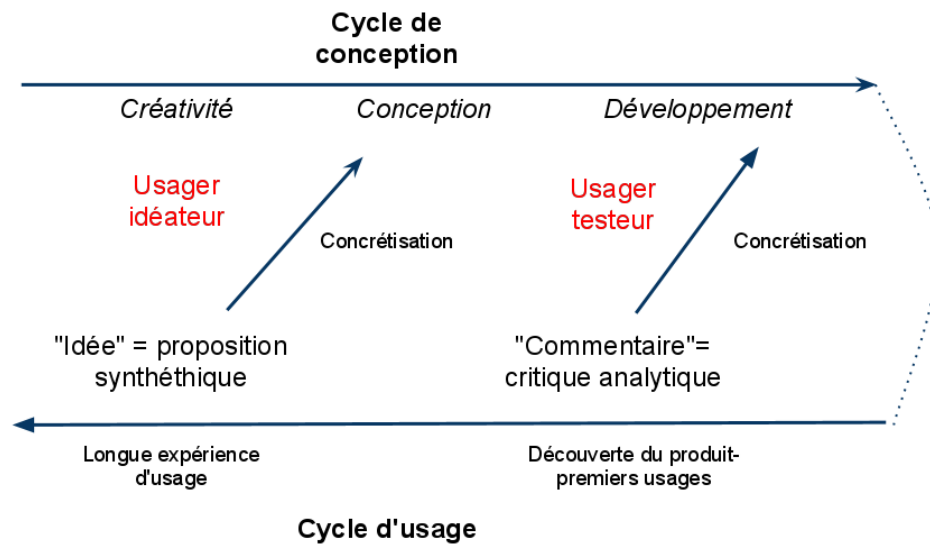 Cycle de
conception
Créativité
Conception
Développement
Usager
idéateur
Usager
testeur
Concrétisation
Concrétisation
"Idée" = proposition
synthéthique
"Commentaire"=
critique analytique
Longue expérience
d'usage
Découverte du produit-
premiers usages
Cycle d'usage